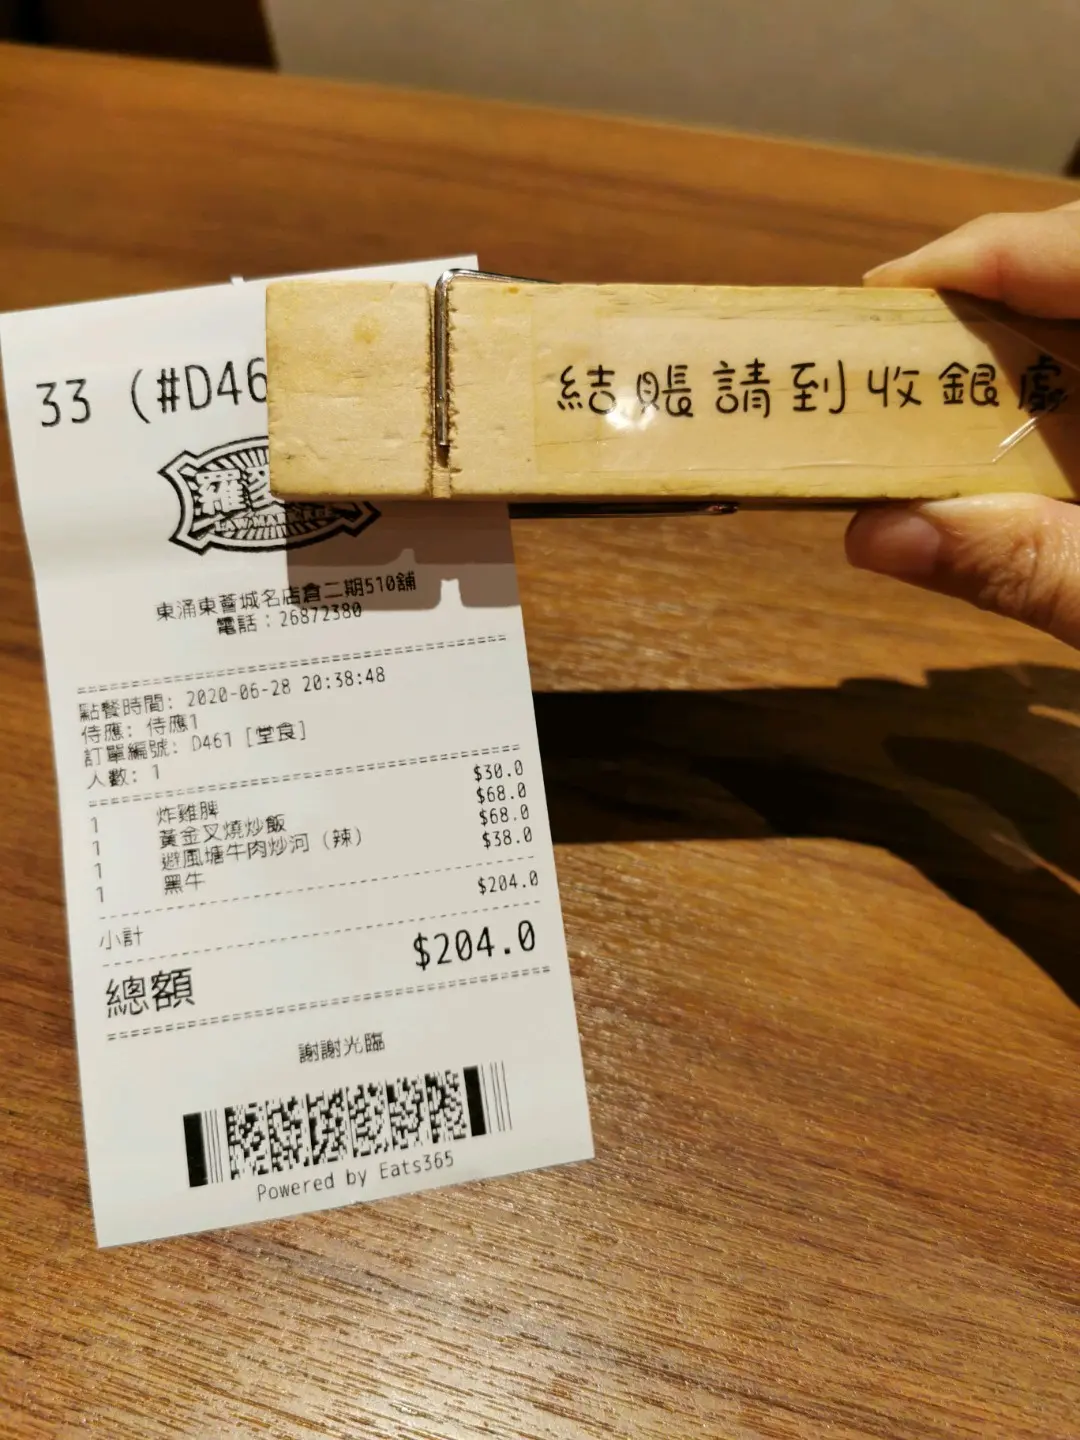 結賬請到收銀處
33 (#D46
羅
東涌東薈城名店倉二期510舖
電話：26872380
點餐時間: 2020-06-28 20:38:48
侍應: 侍應1
訂單編號: D461 [堂食]
人數: 1
1 炸雞脾 $30.0
1 黃金叉燒炒飯 $68.0
1 避風塘牛肉炒河（辣） $68.0
1 黑牛 $38.0
小計 $204.0
總額 $204.0
謝謝光臨
Powered by Eats365